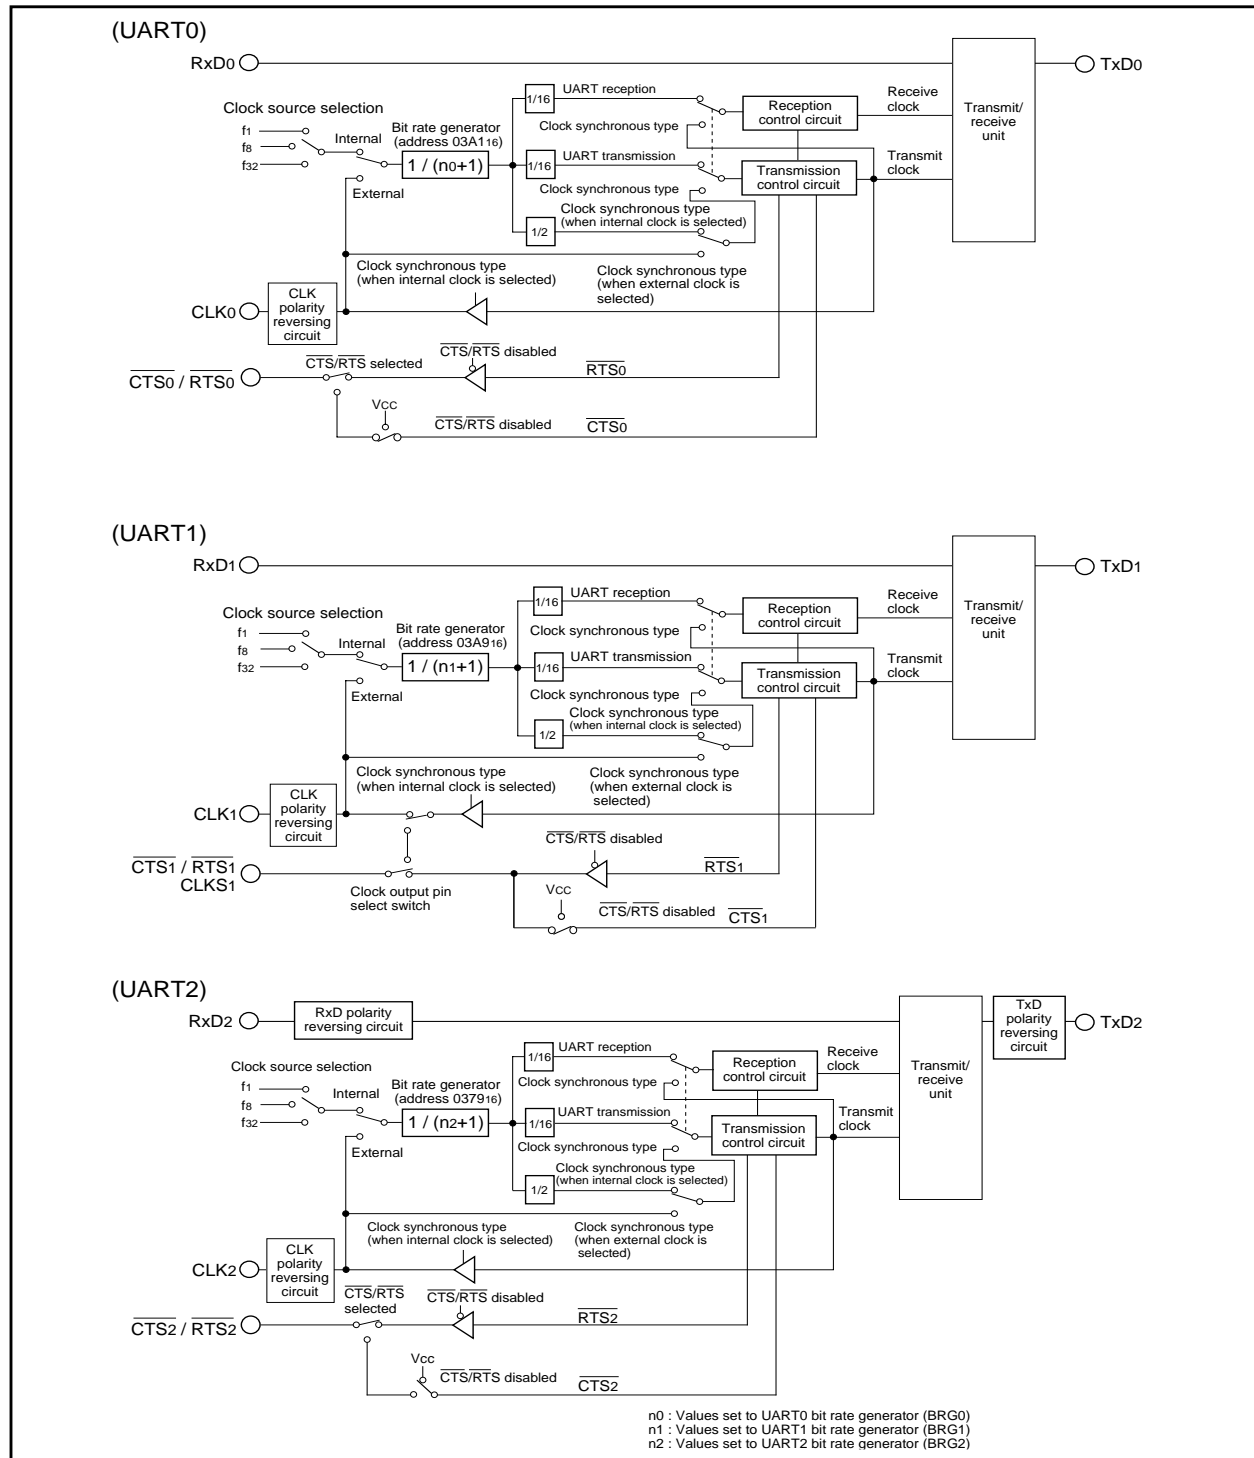 (UART0)
RxD0
TxD0
Clock source selection
f1
f8
f32
Internal
External
Bit rate generator
(address 03A116)
1 / (n0+1)
1/16
UART reception
Clock synchronous type
1/16
UART transmission
Clock synchronous type
Clock synchronous type
(when internal clock is selected)
1/2
Reception
control circuit
Transmission
control circuit
Receive
clock
Transmit
clock
Transmit/
receive
unit
Clock synchronous type
(when internal clock is selected)
Clock synchronous type
(when external clock is
selected)
CLK0
CLK
polarity
reversing
circuit
CTS0 / RTS0
CTS/RTS selected
CTS/RTS disabled
RTS0
Vcc
CTS/RTS disabled
CTS0
(UART1)
RxD1
TxD1
Clock source selection
f1
f8
f32
Internal
External
Bit rate generator
(address 03A916)
1 / (n1+1)
1/16
UART reception
Clock synchronous type
1/16
UART transmission
Clock synchronous type
Clock synchronous type
(when internal clock is selected)
1/2
Reception
control circuit
Transmission
control circuit
Receive
clock
Transmit
clock
Transmit/
receive
unit
Clock synchronous type
(when internal clock is selected)
Clock synchronous type
(when external clock is
selected)
CLK1
CLK
polarity
reversing
circuit
CTS1 / RTS1
CLKS1
Clock output pin
select switch
CTS/RTS disabled
RTS1
VCC
CTS/RTS disabled
CTS1
(UART2)
RxD2
RxD polarity
reversing circuit
TxD
polarity
reversing
circuit
TxD2
Clock source selection
f1
f8
f32
Internal
External
Bit rate generator
(address 037916)
1 / (n2+1)
1/16
UART reception
Clock synchronous type
1/16
UART transmission
Clock synchronous type
Clock synchronous type
(when internal clock is selected)
1/2
Reception
control circuit
Transmission
control circuit
Receive
clock
Transmit
clock
Transmit/
receive
unit
Clock synchronous type
(when internal clock is selected)
Clock synchronous type
(when external clock is
selected)
CLK2
CLK
polarity
reversing
circuit
CTS2 / RTS2
CTS/RTS
selected
CTS/RTS disabled
RTS2
Vcc
CTS/RTS disabled
CTS2
n0 : Values set to UART0 bit rate generator (BRG0)
n1 : Values set to UART1 bit rate generator (BRG1)
n2 : Values set to UART2 bit rate generator (BRG2)